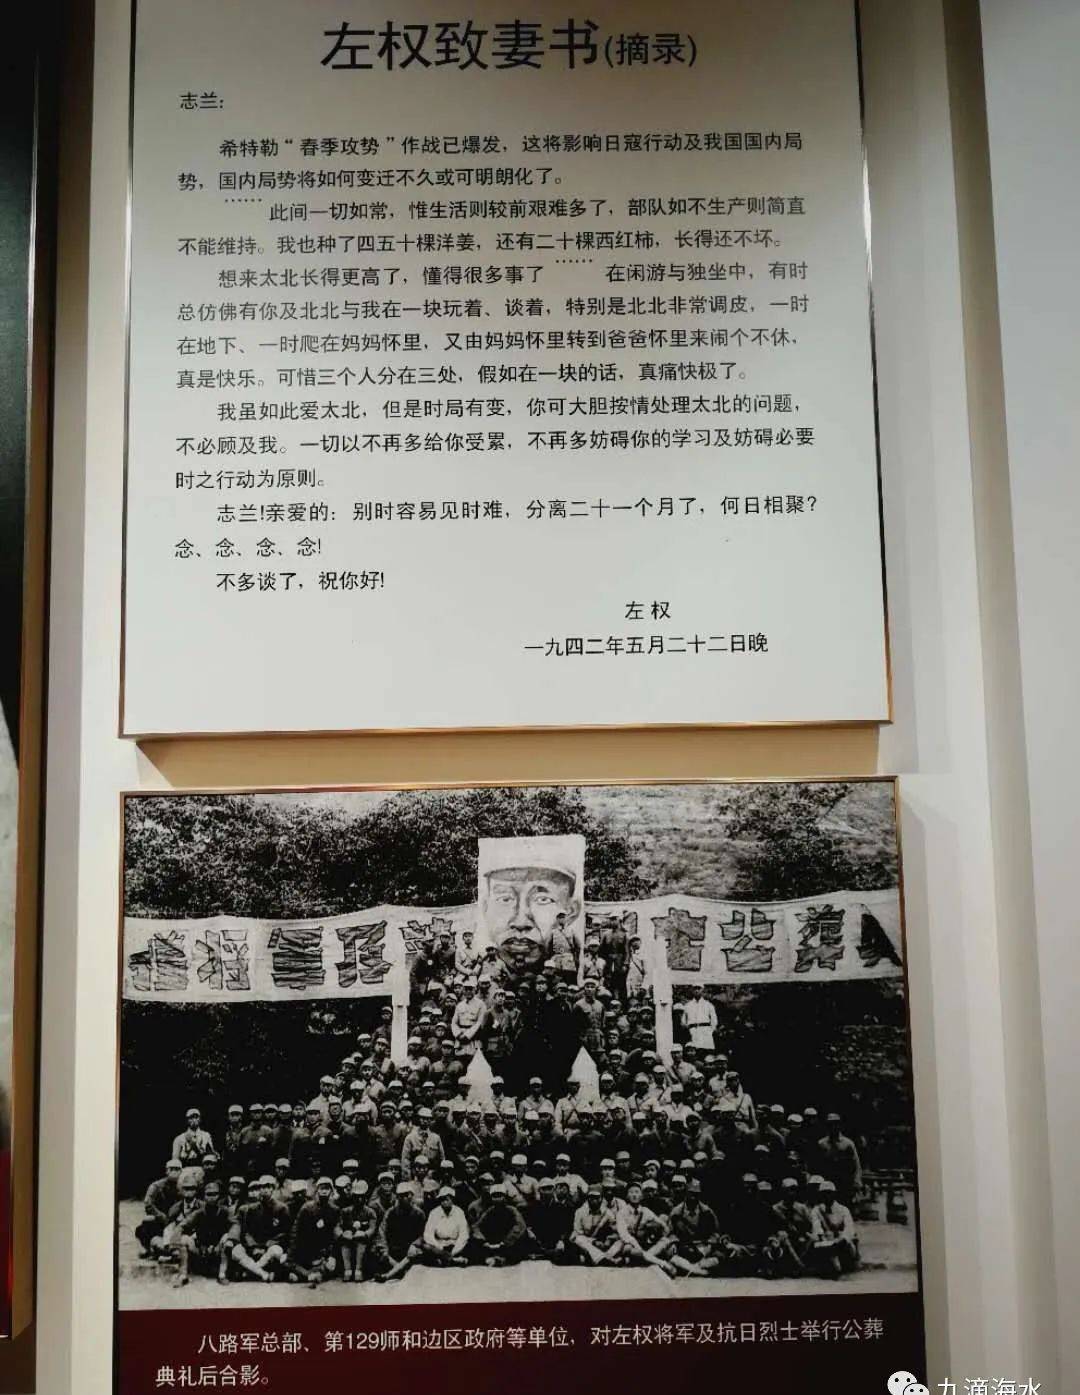 左权致妻书(摘录)
志兰：
希特勒“春季攻势”作战已爆发，这将影响日寇行动及我国国内局
势，国内局势将如何变迁不久或可明朗化了。
……此间一切如常，惟生活则较前艰难多了，部队如不生产则简直
不能维持。我也种了四五十棵洋姜，还有二十棵西红柿，长得还不坏。
想来太北长得更高了，懂得很多事了……在闲游与独坐中，有时
总仿佛有你及北北与我在一块玩着、谈着，特别是北北非常调皮，一时
在地下、一时爬在妈妈怀里，又由妈妈怀里转到爸爸怀里来闹个不休，
真是快乐。可惜三个人分在三处，假如在一块的话，真痛快极了。
我虽如此爱太北，但是时局有变，你可大胆按情处理太北的问题，
不必顾及我。一切以不再多给你受累，不再多妨碍你的学习及妨碍必要
时之行动为原则。
志兰!亲爱的：别时容易见时难，分离二十一个月了，何日相聚？
念、念、念、念!
不多谈了，祝你好!
左权
一九四二年五月二十二日晚
八路军总部、第129师和边区政府等单位，对左权将军及抗日烈士举行公葬
典礼后合影。
九滴海水